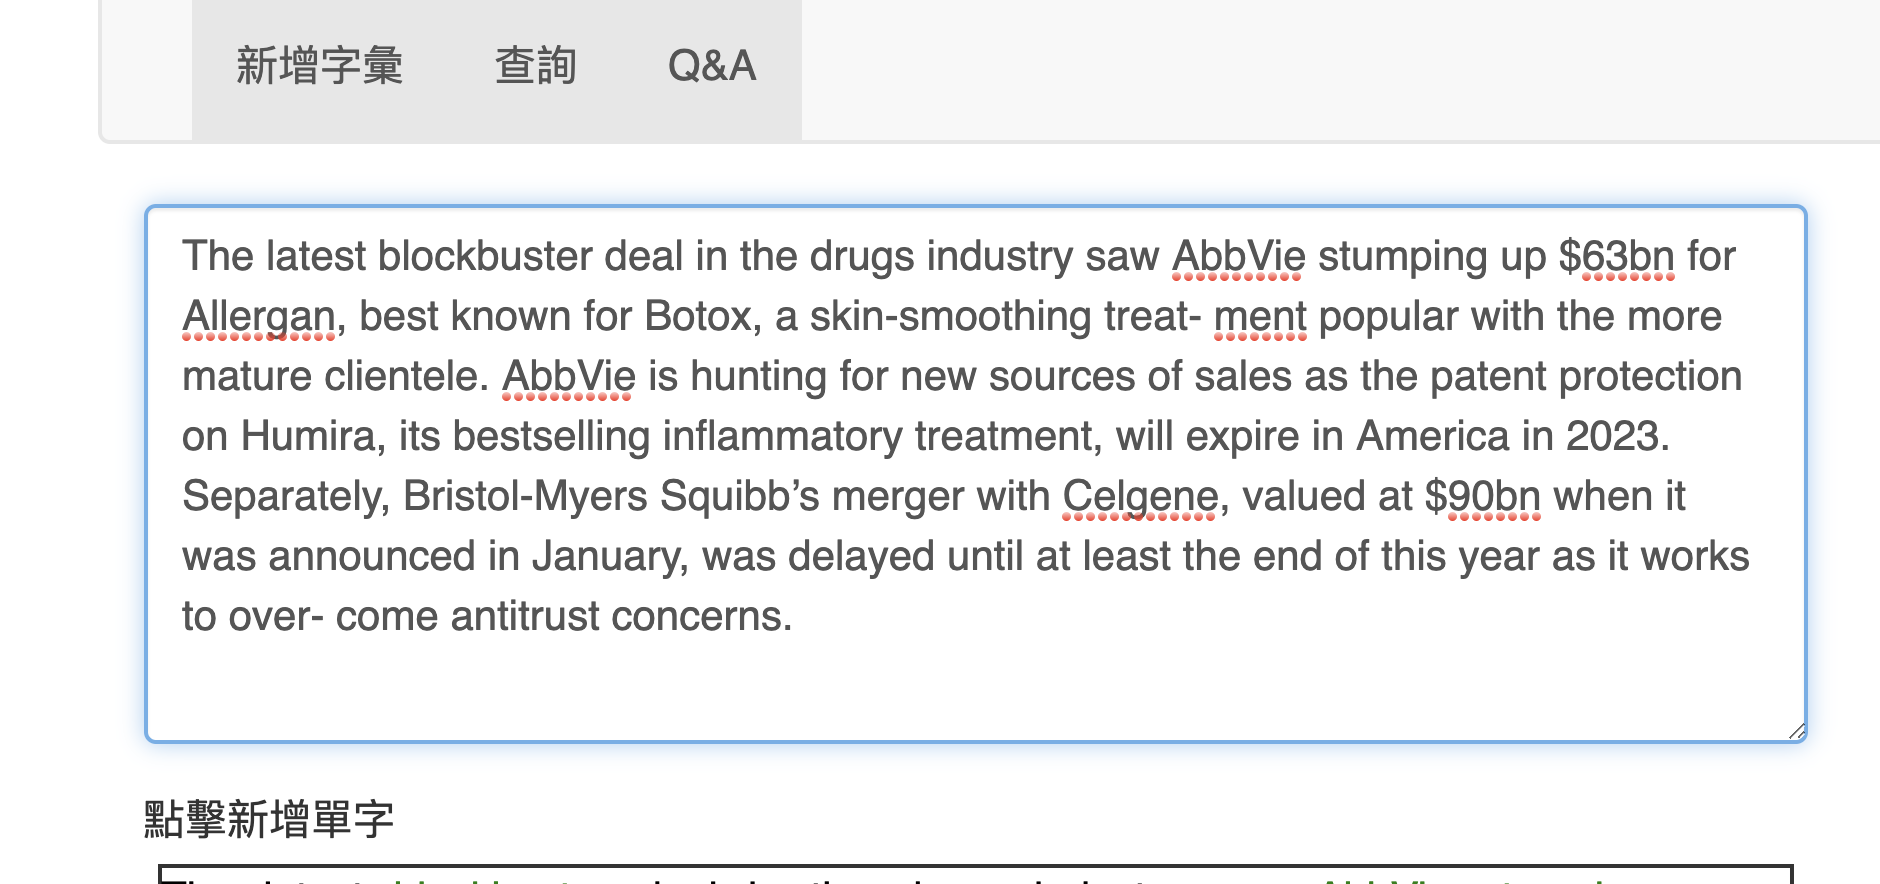 新增字彙 查詢 Q&A
The latest blockbuster deal in the drugs industry saw AbbVie stumping up $63bn for
Allergan, best known for Botox, a skin-smoothing treat- ment popular with the more
mature clientele. AbbVie is hunting for new sources of sales as the patent protection
on Humira, its bestselling inflammatory treatment, will expire in America in 2023.
Separately, Bristol-Myers Squibb’s merger with Celgene, valued at $90bn when it
was announced in January, was delayed until at least the end of this year as it works
to over- come antitrust concerns.
點擊新增單字